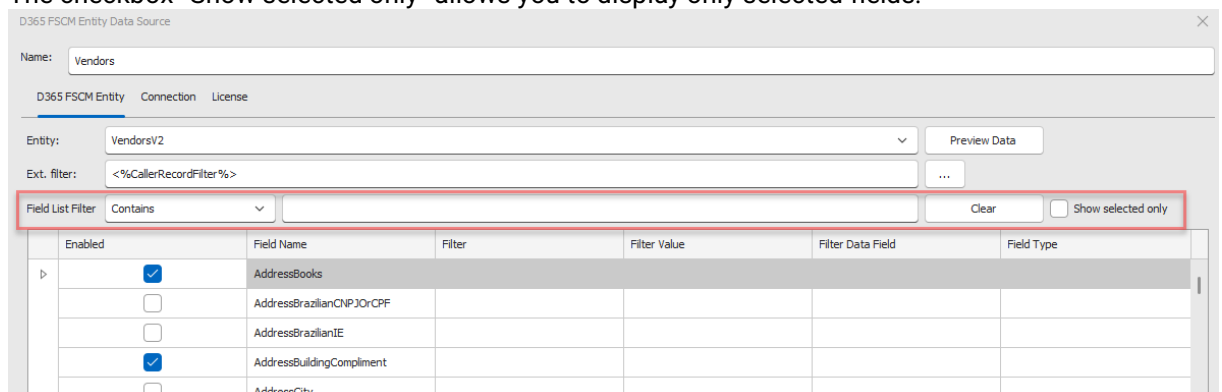 The checkbox "Show selected only" allows you to display only selected fields.
D365 FSCM Entity Data Source
Name: Vendors
D365 FSCM Entity Connection License
Entity: VendorsV2 Preview Data
Ext. filter: <%CallerRecordFilter%> ...
Field List Filter Contains Clear Show selected only
Enabled Field Name Filter Filter Value Filter Data Field Field Type
AddressBooks
AddressBrazilianCNPJOrCPF
AddressBrazilianIE
AddressBuildingCompliment
AddressCity